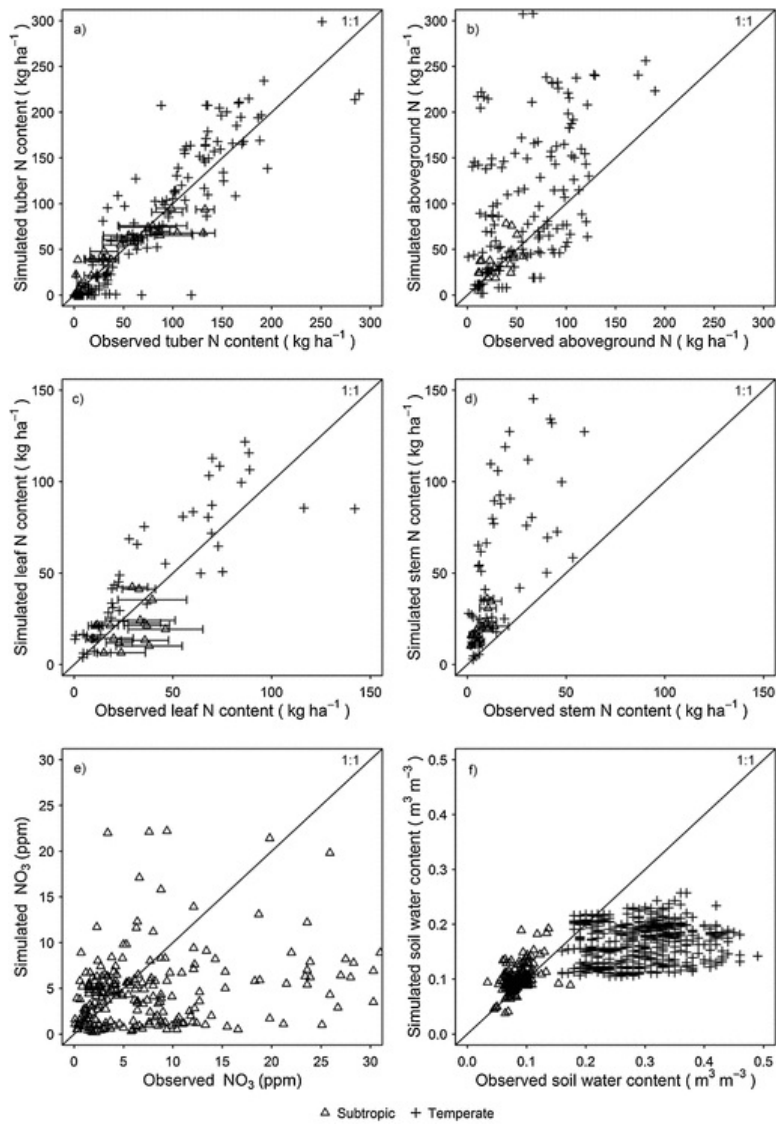 a)
1:1
Simulated tuber N content ( kg ha⁻¹)
300
250
200
150
100
50
0
0 50 100 150 200 250 300
Observed tuber N content ( kg ha⁻¹)
b)
1:1
Simulated aboveground N ( kg ha⁻¹)
300
250
200
150
100
50
0
0 50 100 150 200 250 300
Observed aboveground N ( kg ha⁻¹)
c)
1:1
Simulated leaf N content ( kg ha⁻¹)
150
100
50
0
0 50 100 150
Observed leaf N content ( kg ha⁻¹)
d)
1:1
Simulated stem N content ( kg ha⁻¹)
150
100
50
0
0 50 100 150
Observed stem N content ( kg ha⁻¹)
e)
1:1
Simulated NO₃ (ppm)
30
25
20
15
10
5
0
0 5 10 15 20 25 30
Observed NO₃ (ppm)
f)
1:1
Simulated soil water content ( m³ m⁻³)
0.5
0.4
0.3
0.2
0.1
0.0
0.0 0.1 0.2 0.3 0.4 0.5
Observed soil water content ( m³ m⁻³)
Subtropic Temperate